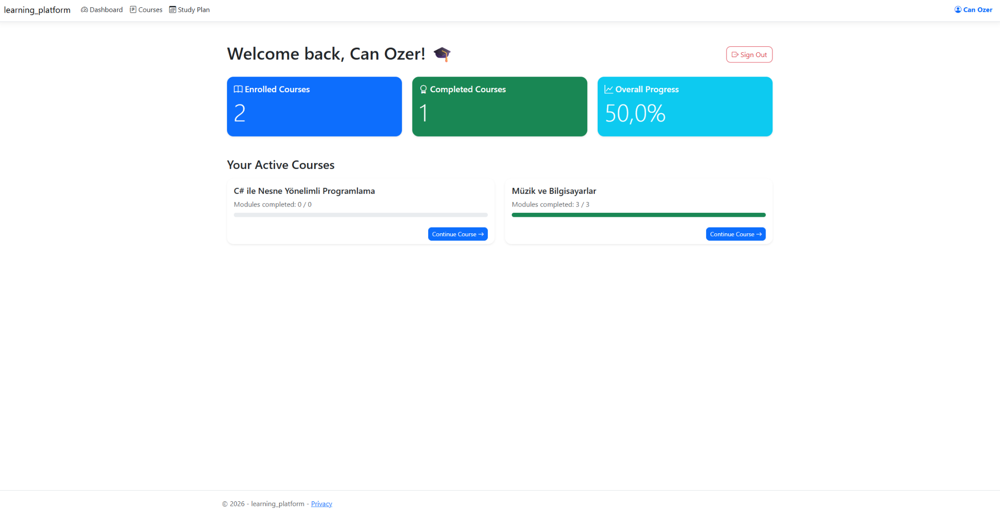 learning_platform Dashboard Courses Study Plan Can Ozer
Welcome back, Can Ozer!
Sign Out
Enrolled Courses
2
Completed Courses
1
Overall Progress
50,0%
Your Active Courses
C# ile Nesne Yönelimli Programlama
Modules completed: 0 / 0
Continue Course →
Müzik ve Bilgisayarlar
Modules completed: 3 / 3
Continue Course →
© 2026 - learning_platform - Privacy